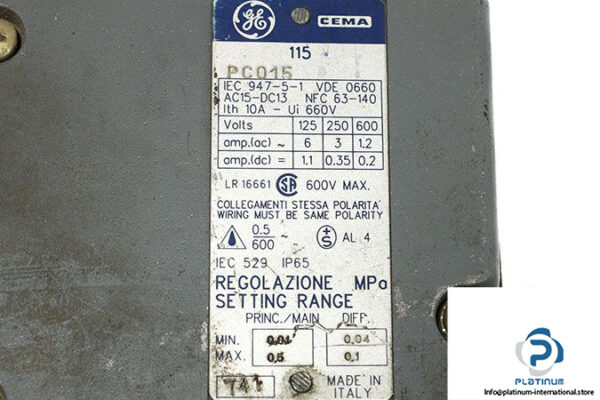 GE CEMA
115
PC015
IEC 947-5-1 VDE 0660
AC15-DC13 NFC 63-140
Ith 10A - Ui 660V
Volts 125 250 600
amp.(ac) ~ 6 3 1.2
amp.(dc) = 1.1 0.35 0.2
LR 16661 SA 600V MAX.
COLLEGAMENTI STESSA POLARITA'
WIRING MUST BE SAME POLARITY
0.5
600 ~ S AL 4
IEC 529 IP65
REGOLAZIONE MPa
SETTING RANGE
PRINC./MAIN DIFF.
MIN. 0,01 0,04
MAX. 0,5 0,1
T41 MADE IN
ITALY
PLATINUM
info@platinum-international.store